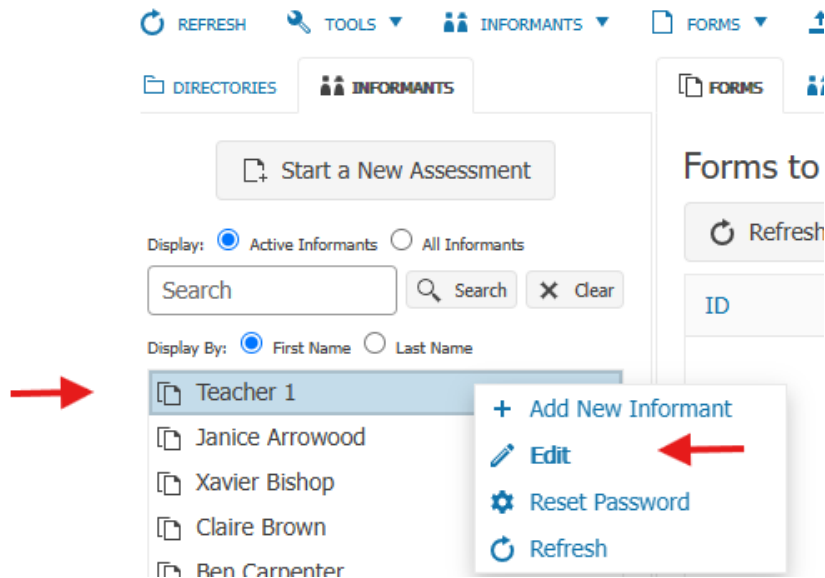 REFRESH TOOLS INFORMANTS FORMS
DIRECTORIES INFORMANTS FORMS
Start a New Assessment
Forms to
Display: Active Informants All Informants
Refresh
Search Search Clear
ID
Display By: First Name Last Name
Teacher 1
Janice Arrowood
Xavier Bishop
Claire Brown
Ben Carpenter
+ Add New Informant
Edit
Reset Password
Refresh